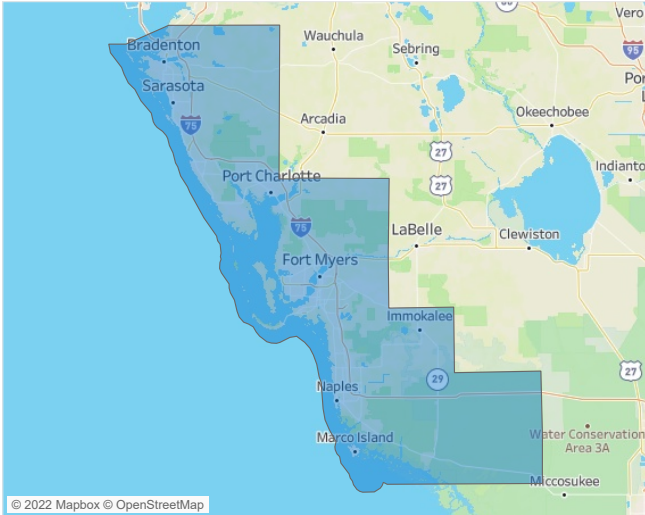 Bradenton
Wauchula
Sebring
Vero
95
Sarasota
75
Arcadia
Okeechobee
27
Port Charlotte
27
Indianto
75
LaBelle
Clewiston
Fort Myers
Immokalee
29
27
Naples
Marco Island
Water Conservation
Area 3A
Miccosukee
© 2022 Mapbox © OpenStreetMap